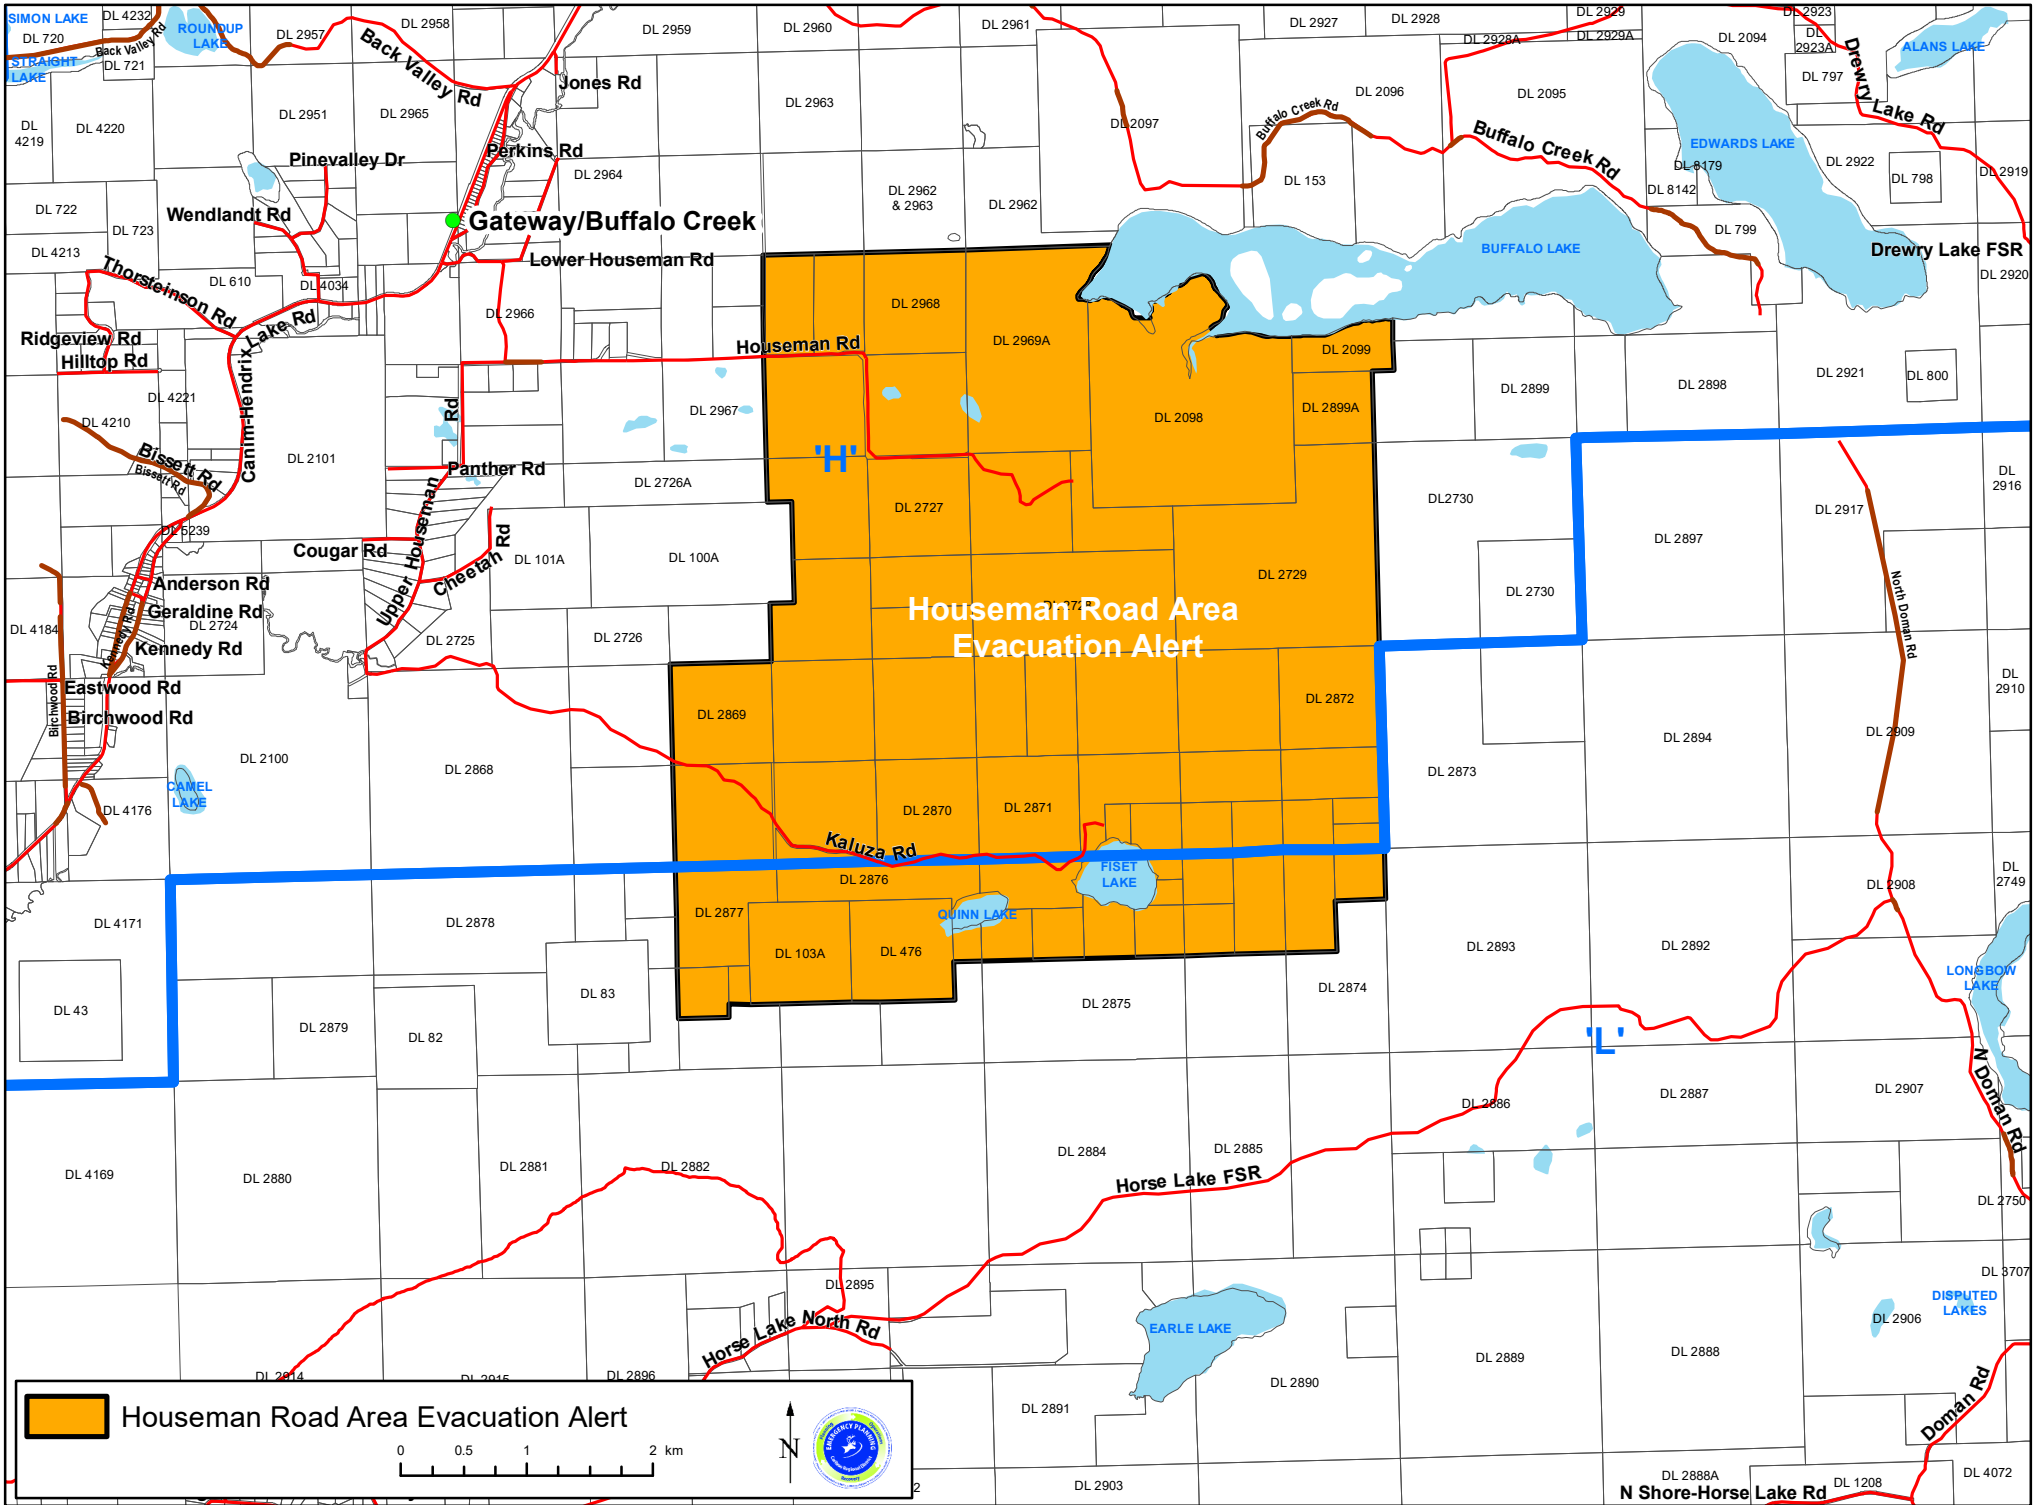 SIMON LAKE
DL 4232
ROUNDUP
LAKE
DL 720
Back Valley Rd
STRAIGHT
LAKE
DL 721
DL 2957
DL 2958
Back Valley Rd
DL 2959
DL 2960
DL 2961
DL 2927
DL 2928
DL 2929
DL 2928A
DL 2929A
DL 2923
DL
2923A
DL 2094
ALANS LAKE
Drewry Lake Rd
DL 797
Jones Rd
DL 2951
DL 2965
DL 2963
DL 2097
Buffalo Creek Rd
DL 2096
DL 2095
DL
4219
DL 4220
Pinevalley Dr
Perkins Rd
DL 2964
Buffalo Creek Rd
EDWARDS LAKE
DL 8179
DL 2922
DL 798
DL 2919
DL 722
DL 723
Wendlandt Rd
Gateway/Buffalo Creek
DL 2962
& 2963
DL 2962
DL 153
DL 8142
DL 799
DL 4213
Thorsteinson Rd
DL 610
DL 4034
Lower Houseman Rd
BUFFALO LAKE
Drewry Lake FSR
DL 2920
DL 2966
DL 2968
Ridgeview Rd
Hilltop Rd
Canim-Hendrix Lake Rd
Houseman Rd
DL 2969A
DL 2099
DL 2899
DL 2898
DL 2921
DL 800
DL 4221
DL 4210
DL 2967
DL 2098
DL 2899A
Bissett Rd
Bissett Rd
DL 2101
Upper Houseman Rd
Panther Rd
'H'
DL 2726A
DL 2727
DL2730
DL 2917
DL
2916
DL 5239
Cougar Rd
Cheetah Rd
DL 101A
DL 100A
DL 2897
Anderson Rd
Geraldine Rd
Kennedy Rd
Kennedy Rd
DL 4184
DL 2724
DL 2725
DL 2726
DL 2729
DL 2728
Houseman Road Area
Evacuation Alert
DL 2730
North Doman Rd
Eastwood Rd
Birchwood Rd
Birchwood Rd
DL 2869
DL 2872
DL
2910
DL 2100
DL 2868
DL 2873
DL 2894
DL 2909
CAMEL
LAKE
DL 4176
DL 2870
DL 2871
Kaluza Rd
FISET
LAKE
DL 2876
DL 2908
DL
2749
DL 4171
DL 2878
DL 2877
QUINN LAKE
DL 103A
DL 476
DL 2893
DL 2892
LONGBOW
LAKE
DL 43
DL 2879
DL 82
DL 83
DL 2875
DL 2874
'L'
N Doman Rd
DL 2886
DL 2887
DL 2907
DL 4169
DL 2880
DL 2881
DL 2882
DL 2884
DL 2885
Horse Lake FSR
DL 2750
DL 2895
DL 3707
DISPUTED
LAKES
DL 2906
Horse Lake North Rd
EARLE LAKE
DL 2889
DL 2888
DL 2914
DL 2915
DL 2896
DL 2890
DL 2891
Doman Rd
Houseman Road Area Evacuation Alert
0 0.5 1 2 km
N
EMERGENCY PLANNING
Cariboo Regional District
Recovery
2
DL 2903
DL 2888A
DL 1208
DL 4072
N Shore-Horse Lake Rd